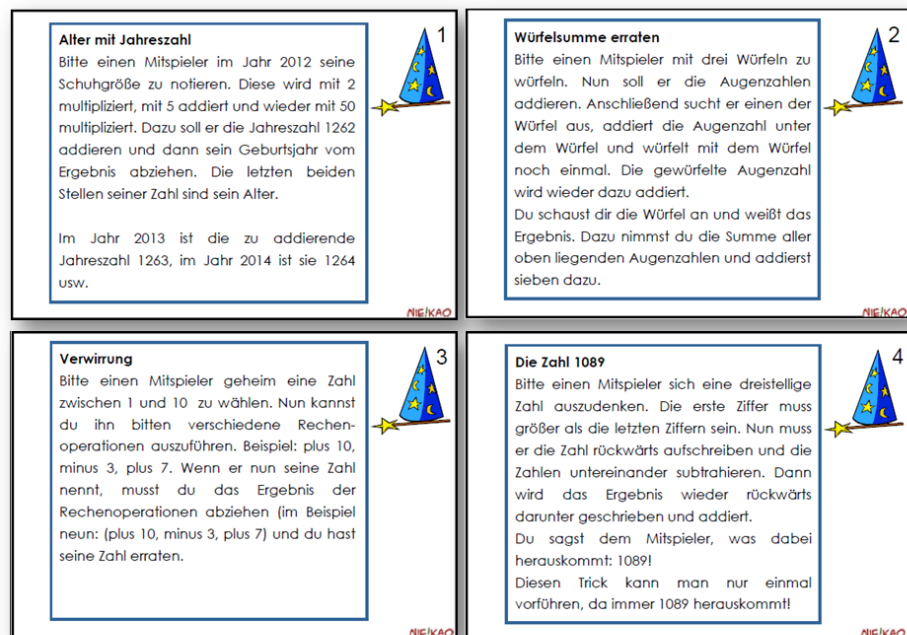 1
Alter mit Jahreszahl
Bitte einen Mitspieler im Jahr 2012 seine
Schuhgröße zu notieren. Diese wird mit 2
multipliziert, mit 5 addiert und wieder mit 50
multipliziert. Dazu soll er die Jahreszahl 1262
addieren und dann sein Geburtsjahr vom
Ergebnis abziehen. Die letzten beiden
Stellen seiner Zahl sind sein Alter.
Im Jahr 2013 ist die zu addierende
Jahreszahl 1263, im Jahr 2014 ist sie 1264
usw.
NIE!KAO
2
Würfelsumme erraten
Bitte einen Mitspieler mit drei Würfeln zu
würfeln. Nun soll er die Augenzahlen
addieren. Anschließend sucht er einen der
Würfel aus, addiert die Augenzahl unter
dem Würfel und würfelt mit dem Würfel
noch einmal. Die gewürfelte Augenzahl
wird wieder dazu addiert.
Du schaust dir die Würfel an und weißt das
Ergebnis. Dazu nimmst du die Summe aller
oben liegenden Augenzahlen und addierst
sieben dazu.
NIE!KAO
3
Verwirrung
Bitte einen Mitspieler geheim eine Zahl
zwischen 1 und 10 zu wählen. Nun kannst
du ihn bitten verschiedene Rechen-
operationen auszuführen. Beispiel: plus 10,
minus 3, plus 7. Wenn er nun seine Zahl
nennt, musst du das Ergebnis der
Rechenoperationen abziehen (im Beispiel
neun: (plus 10, minus 3, plus 7) und du hast
seine Zahl erraten.
NIE!KAO
4
Die Zahl 1089
Bitte einen Mitspieler sich eine dreistellige
Zahl auszudenken. Die erste Ziffer muss
größer als die letzten Ziffern sein. Nun muss
er die Zahl rückwärts aufschreiben und die
Zahlen untereinander subtrahieren. Dann
wird das Ergebnis wieder rückwärts
darunter geschrieben und addiert.
Du sagst dem Mitspieler, was dabei
herauskommt: 1089!
Diesen Trick kann man nur einmal
vorführen, da immer 1089 herauskommt!
NIE!KAO